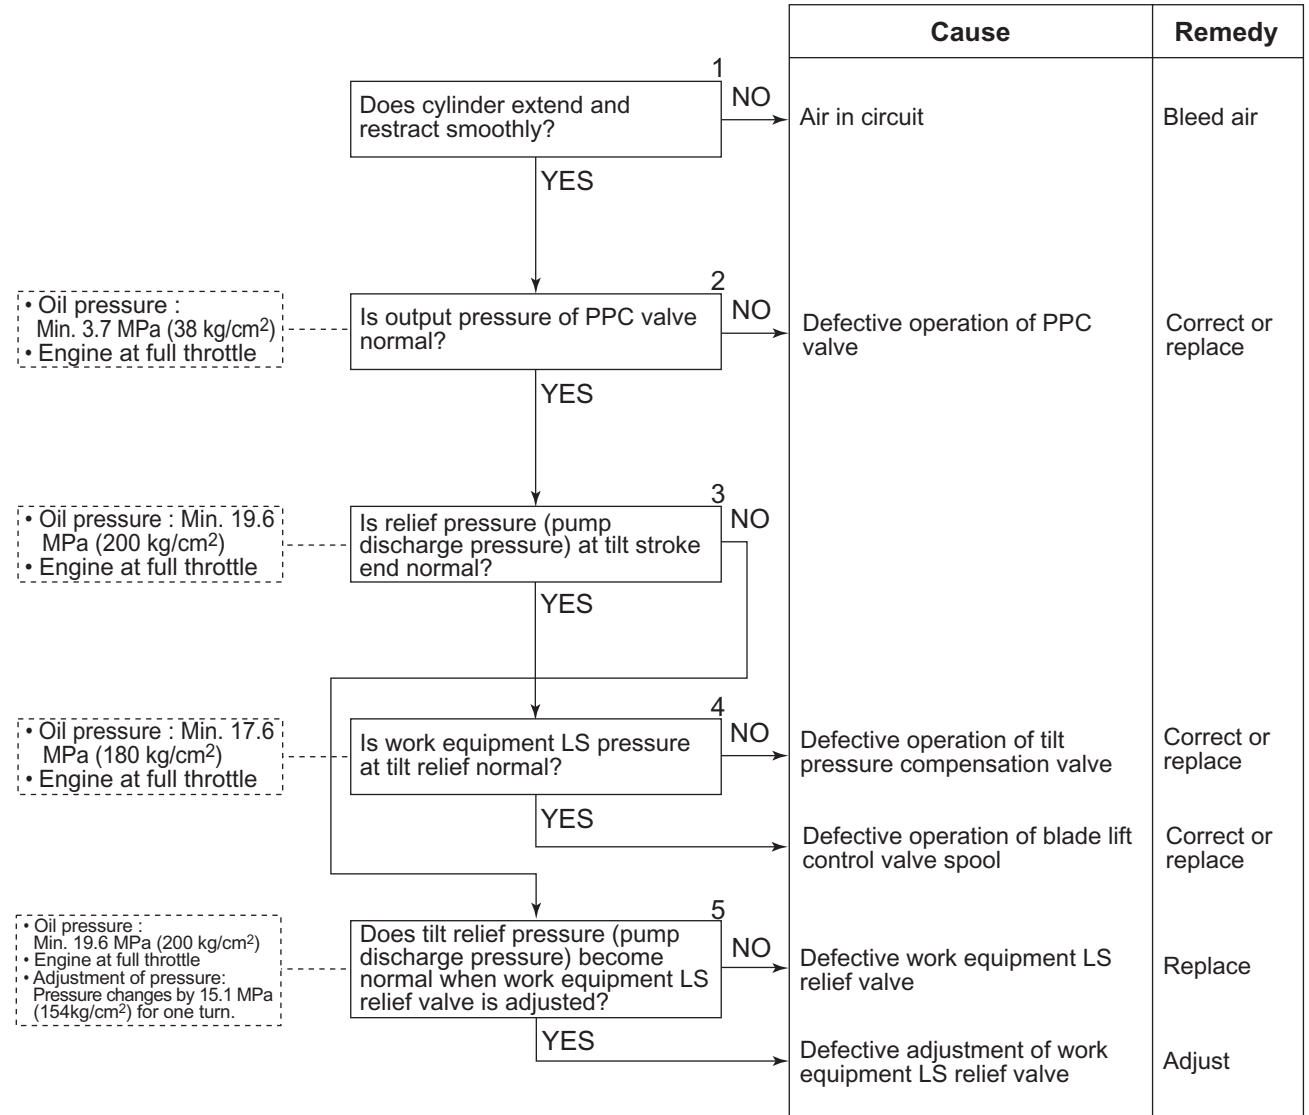 Cause
Remedy
1
Does cylinder extend and
restract smoothly?
NO
Air in circuit
Bleed air
YES
2
• Oil pressure :
Min. 3.7 MPa (38 kg/cm2)
• Engine at full throttle
Is output pressure of PPC valve
normal?
NO
Defective operation of PPC
valve
Correct or
replace
YES
3
• Oil pressure : Min. 19.6
MPa (200 kg/cm2)
• Engine at full throttle
Is relief pressure (pump
discharge pressure) at tilt stroke
end normal?
NO
YES
4
• Oil pressure : Min. 17.6
MPa (180 kg/cm2)
• Engine at full throttle
Is work equipment LS pressure
at tilt relief normal?
NO
Defective operation of tilt
pressure compensation valve
Correct or
replace
YES
Defective operation of blade lift
control valve spool
Correct or
replace
5
• Oil pressure :
Min. 19.6 MPa (200 kg/cm2)
• Engine at full throttle
• Adjustment of pressure:
Pressure changes by 15.1 MPa
(154kg/cm2) for one turn.
Does tilt relief pressure (pump
discharge pressure) become
normal when work equipment LS
relief valve is adjusted?
NO
Defective work equipment LS
relief valve
Replace
YES
Defective adjustment of work
equipment LS relief valve
Adjust